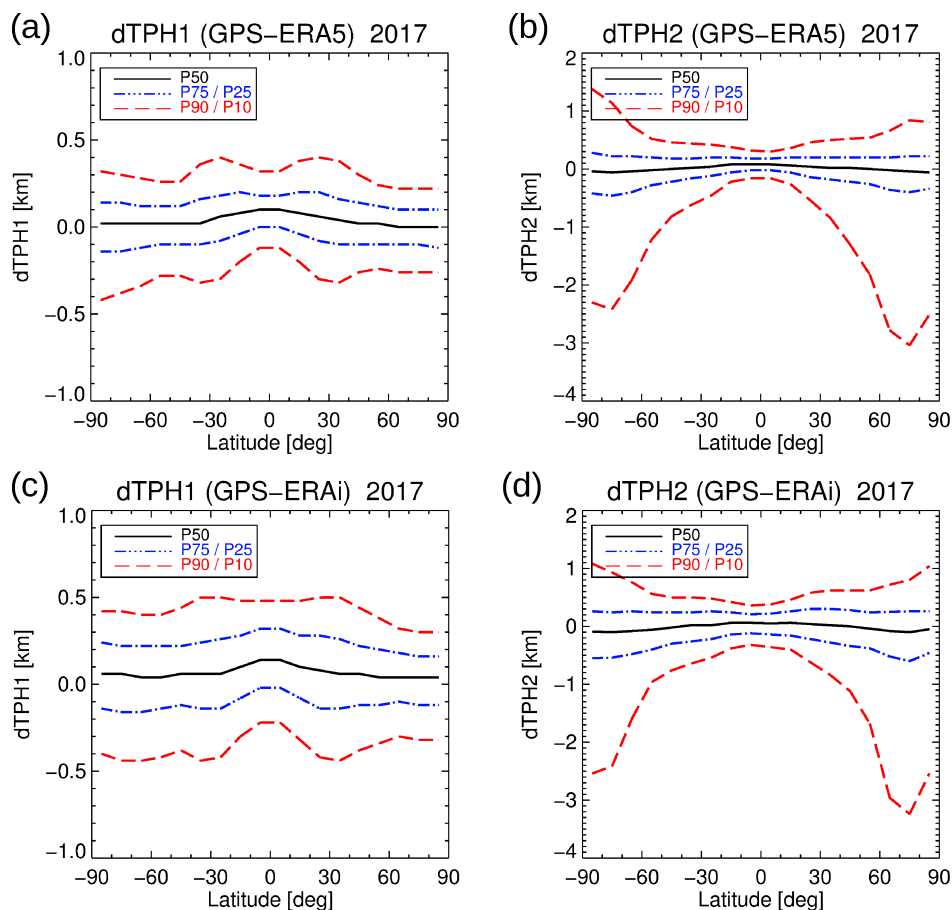 (a)
dTPH1 (GPS−ERA5) 2017
1.0
P50
P75 / P25
P90 / P10
0.5
dTPH1 [km]
0.0
−0.5
−1.0
−90 −60 −30 0 30 60 90
Latitude [deg]
(b)
dTPH2 (GPS−ERA5) 2017
2
P50
P75 / P25
P90 / P10
1
0
dTPH2 [km]
−1
−2
−3
−4
−90 −60 −30 0 30 60 90
Latitude [deg]
(c)
dTPH1 (GPS−ERAi) 2017
1.0
P50
P75 / P25
P90 / P10
0.5
dTPH1 [km]
0.0
−0.5
−1.0
−90 −60 −30 0 30 60 90
Latitude [deg]
(d)
dTPH2 (GPS−ERAi) 2017
2
P50
P75 / P25
P90 / P10
1
0
dTPH2 [km]
−1
−2
−3
−4
−90 −60 −30 0 30 60 90
Latitude [deg]